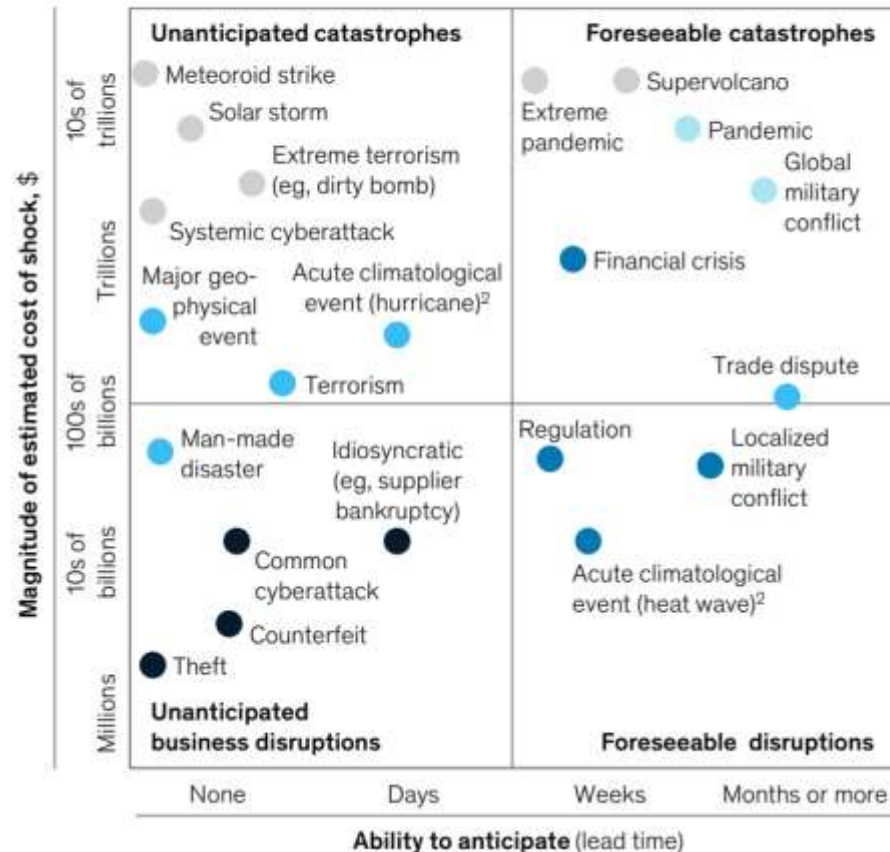 Magnitude of estimated cost of shock, $
10s of
trillions
Trillions
100s of
billions
10s of
billions
Millions
Unanticipated catastrophes
Meteoroid strike
Solar storm
Extreme terrorism
(eg, dirty bomb)
Systemic cyberattack
Major geo-
physical
event
Acute climatological
event (hurricane)²
Terrorism
Foreseeable catastrophes
Supervolcano
Extreme
pandemic
Pandemic
Global
military
conflict
Financial crisis
Trade dispute
Man-made
disaster
Idiosyncratic
(eg, supplier
bankruptcy)
Common
cyberattack
Counterfeit
Theft
Unanticipated
business disruptions
Regulation
Localized
military
conflict
Acute climatological
event (heat wave)²
Foreseeable disruptions
None
Days
Weeks
Months or more
Ability to anticipate (lead time)